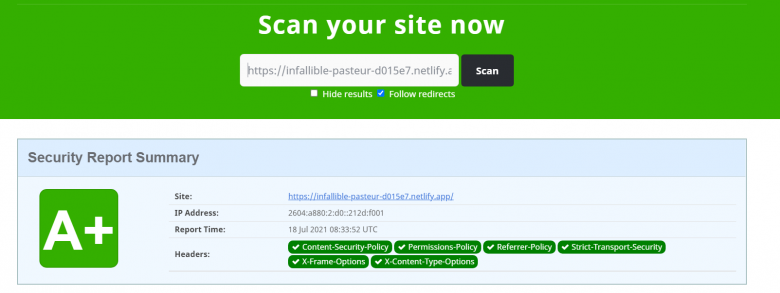 Scan your site now
https://infallible-pasteur-d015e7.netlify.a
Scan
Hide results Follow redirects
Security Report Summary
A+
Site: https://infallible-pasteur-d015e7.netlify.app/
IP Address: 2604:a880:2:d0::212d:f001
Report Time: 18 Jul 2021 08:33:52 UTC
Headers: Content-Security-Policy Permissions-Policy Referrer-Policy Strict-Transport-Security
X-Frame-Options X-Content-Type-Options